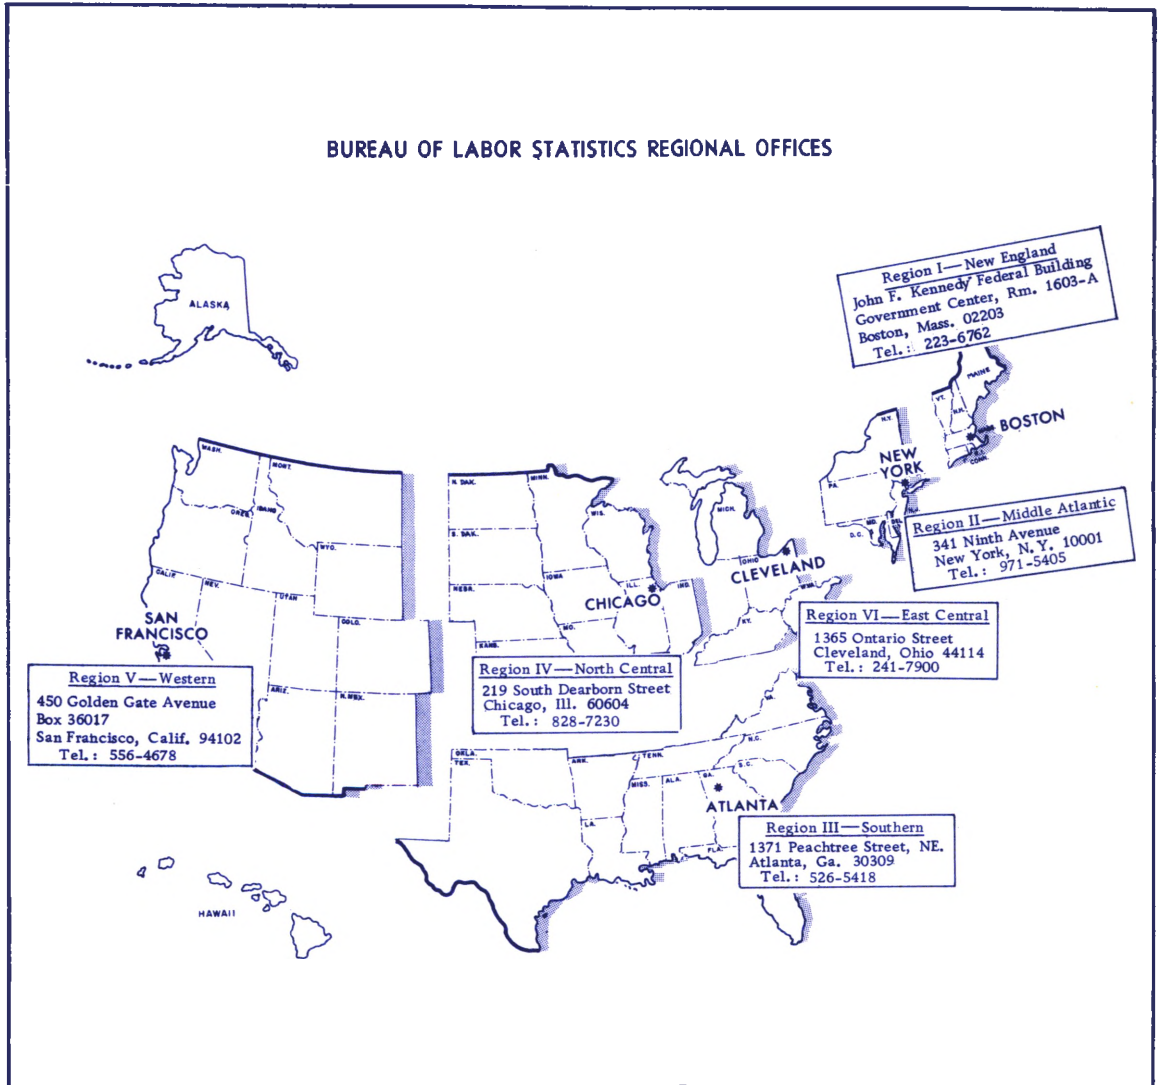 BUREAU OF LABOR STATISTICS REGIONAL OFFICES
ALASKA
Region I—New England
John F. Kennedy Federal Building
Government Center, Rm. 1603-A
Boston, Mass. 02203
Tel.: 223-6762
MAINE
VT.
N.H.
MASS.
BOSTON
R.I.
CONN.
N.Y.
NEW YORK
PA.
N.J.
MD.
DEL.
D.C.
Region II—Middle Atlantic
341 Ninth Avenue
New York, N.Y. 10001
Tel.: 971-5405
WASH.
MONT.
OREG.
IDAHO
WYO.
CALIF.
NEV.
UTAH
COLO.
ARIZ.
N. MEX.
SAN
FRANCISCO
Region V—Western
450 Golden Gate Avenue
Box 36017
San Francisco, Calif. 94102
Tel.: 556-4678
N. DAK.
MINN.
S. DAK.
WIS.
NEBR.
IOWA
ILL.
IND.
KANS.
MO.
CHICAGO
Region IV—North Central
219 South Dearborn Street
Chicago, Ill. 60604
Tel.: 828-7230
MICH.
OHIO
CLEVELAND
W.VA.
KY.
Region VI—East Central
1365 Ontario Street
Cleveland, Ohio 44114
Tel.: 241-7900
VA.
N.C.
S.C.
TENN.
OKLA.
TEX.
ARK.
LA.
MISS.
ALA.
GA.
FLA.
ATLANTA
Region III—Southern
1371 Peachtree Street, NE.
Atlanta, Ga. 30309
Tel.: 526-5418
HAWAII